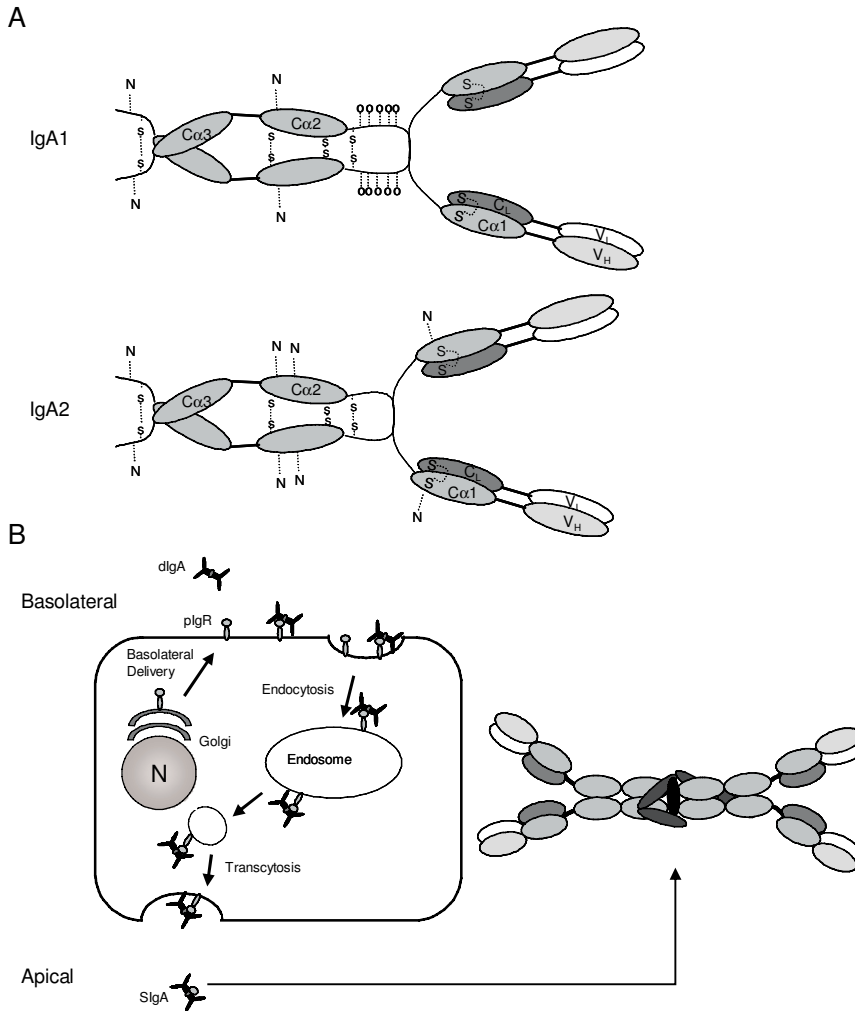 A
IgA1
N
N
N
N
S
S
S
S
S
S
S
S
Cα3
Cα2
O O O O O
O O O O O
S
S
S
S
CL
Cα1
VL
VH
IgA2
N
N N
N
N
N N
N
S
S
S
S
S
S
S
S
Cα3
Cα2
S
S
S
S
CL
Cα1
VL
VH
B
dIgA
Basolateral
pIgR
Basolateral
Delivery
Endocytosis
Golgi
N
Endosome
Transcytosis
Apical
SIgA